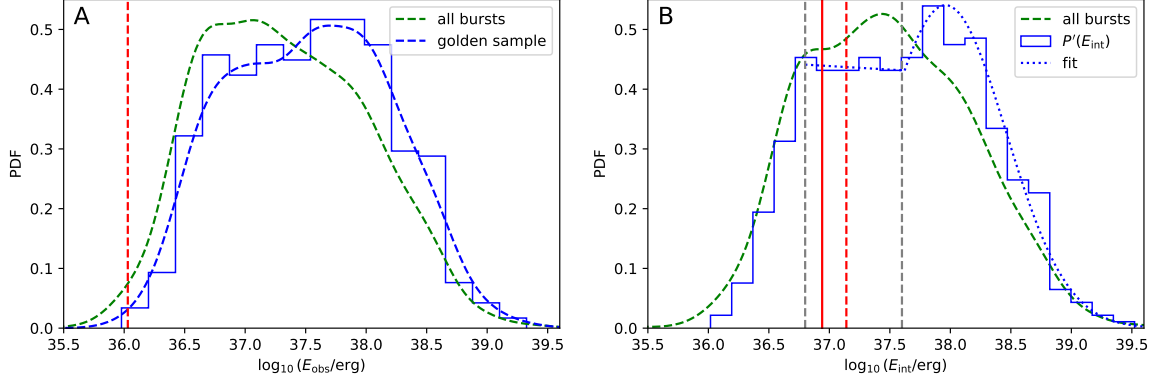 A
all bursts
golden sample
PDF
0.5
0.4
0.3
0.2
0.1
0.0
35.5 36.0 36.5 37.0 37.5 38.0 38.5 39.0 39.5
log₁₀ (E_obs/erg)
B
all bursts
P′(E_int)
fit
PDF
0.5
0.4
0.3
0.2
0.1
0.0
35.5 36.0 36.5 37.0 37.5 38.0 38.5 39.0 39.5
log₁₀ (E_int/erg)